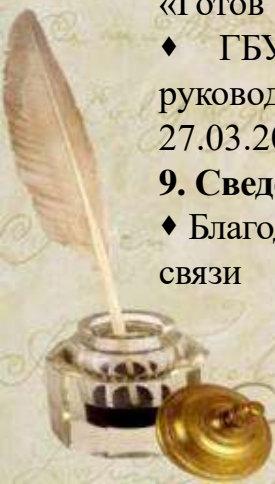 «Готов
♦ ГБУ
руковод
27.03.20
9. Свед
♦ Благод
связи